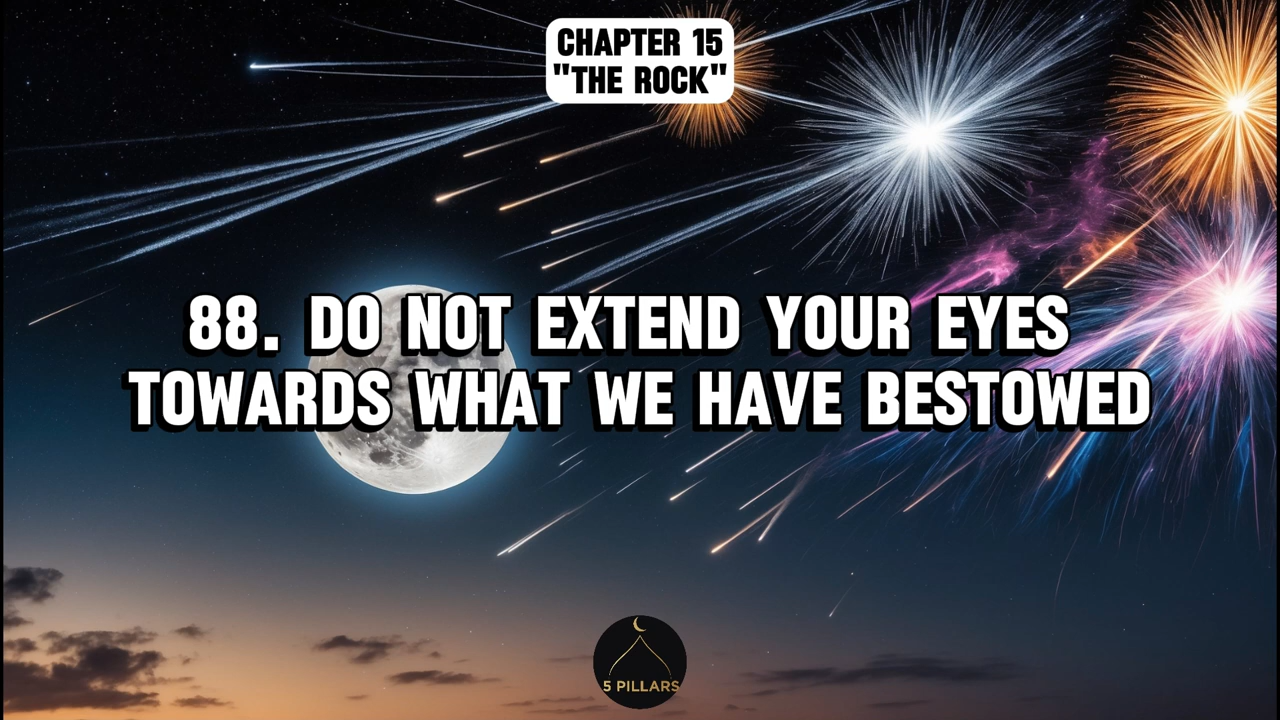 CHAPTER 15
"THE ROCK"
88. DO NOT EXTEND YOUR EYES
TOWARDS WHAT WE HAVE BESTOWED
5 PILLARS